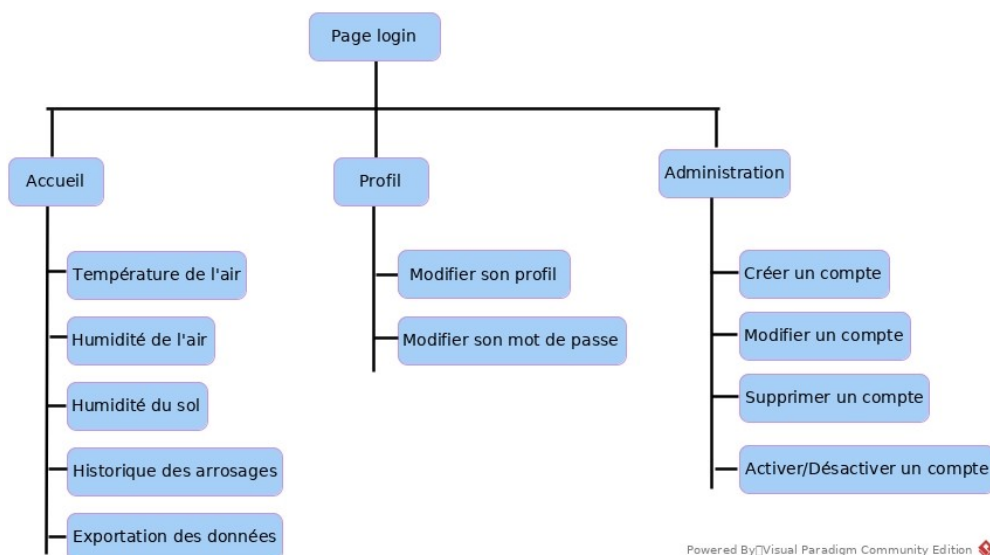 Page login
Accueil
Profil
Administration
Température de l'air
Humidité de l'air
Humidité du sol
Historique des arrosages
Exportation des données
Modifier son profil
Modifier son mot de passe
Créer un compte
Modifier un compte
Supprimer un compte
Activer/Désactiver un compte
Powered By Visual Paradigm Community Edition